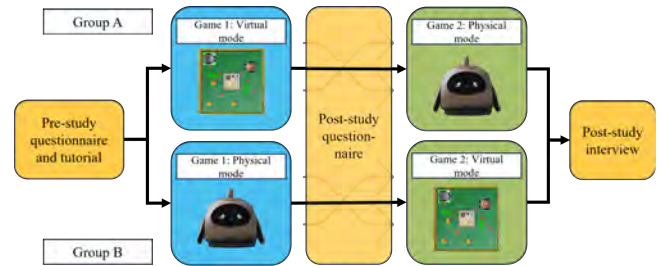 Group A
Game 1: Virtual
mode
Game 2: Physical
mode
Pre-study
questionnaire
and tutorial
Post-study
question-
naire
Post-study
interview
Game 1: Physical
mode
Game 2: Virtual
mode
Group B